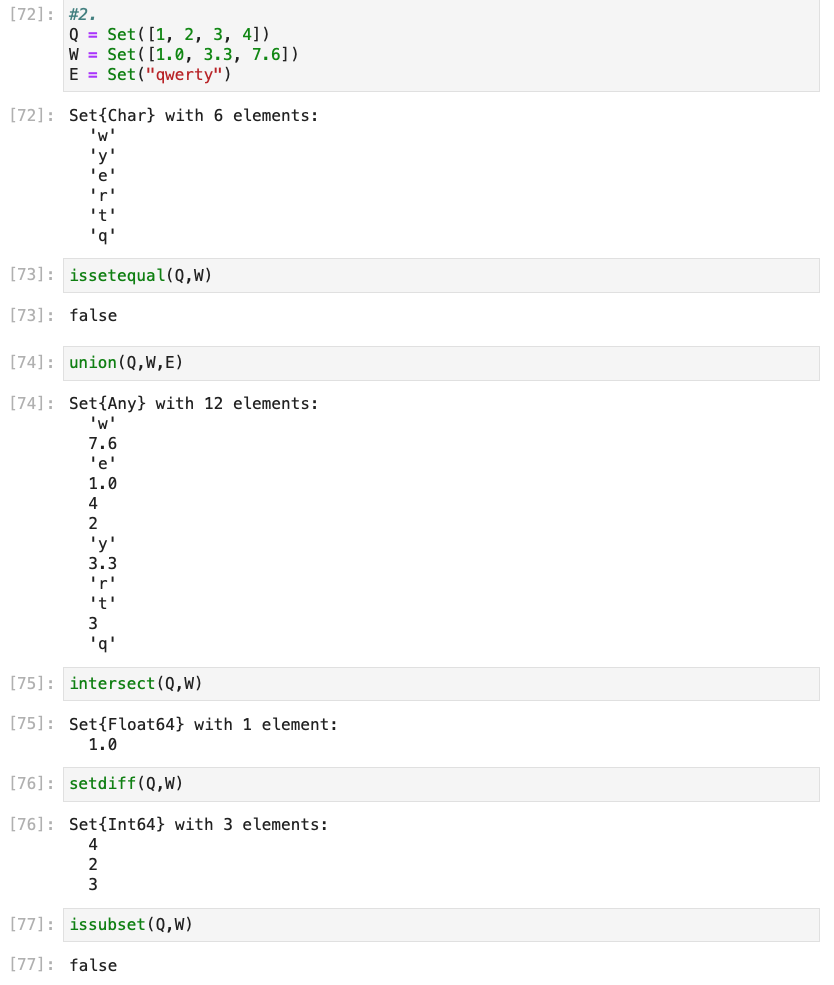 [72]: #2.
Q = Set([1, 2, 3, 4])
W = Set([1.0, 3.3, 7.6])
E = Set("qwerty")
[72]: Set{Char} with 6 elements:
'w'
'y'
'e'
'r'
't'
'q'
[73]: issetequal(Q,W)
[73]: false
[74]: union(Q,W,E)
[74]: Set{Any} with 12 elements:
'w'
7.6
'e'
1.0
4
2
'y'
3.3
'r'
't'
3
'q'
[75]: intersect(Q,W)
[75]: Set{Float64} with 1 element:
1.0
[76]: setdiff(Q,W)
[76]: Set{Int64} with 3 elements:
4
2
3
[77]: issubset(Q,W)
[77]: false